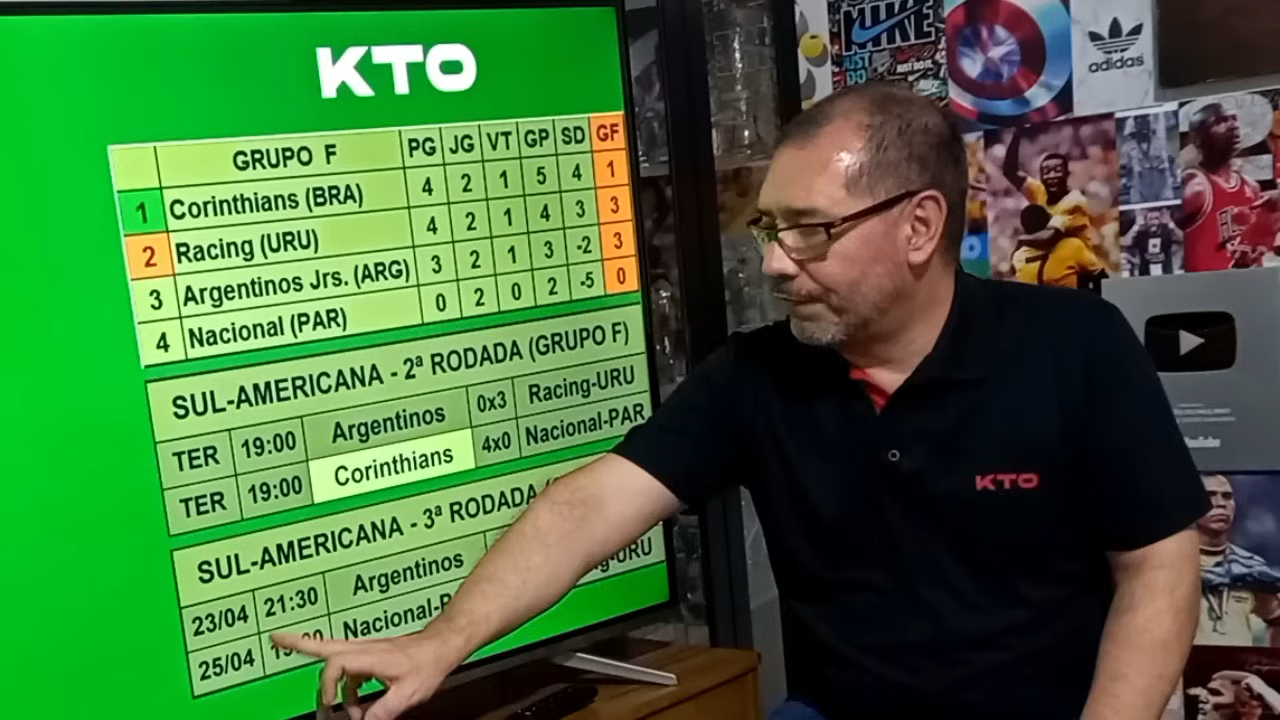 KTO
GRUPO F PG JG VT GP SD GF
1 Corinthians (BRA) 4 2 1 5 4 1
2 Racing (URU) 4 2 1 4 3 3
3 Argentinos Jrs. (ARG) 3 2 1 3 -2 3
4 Nacional (PAR) 0 2 0 2 -5 0
SUL-AMERICANA - 2ª RODADA (GRUPO F)
TER 19:00 Argentinos 0x3 Racing-URU
TER 19:00 Corinthians 4x0 Nacional-PAR
SUL-AMERICANA - 3ª RODADA
23/04 21:30 Argentinos
25/04 Nacional-P
KTO
NIKE
JUST DO IT.
JUST
DO
adidas